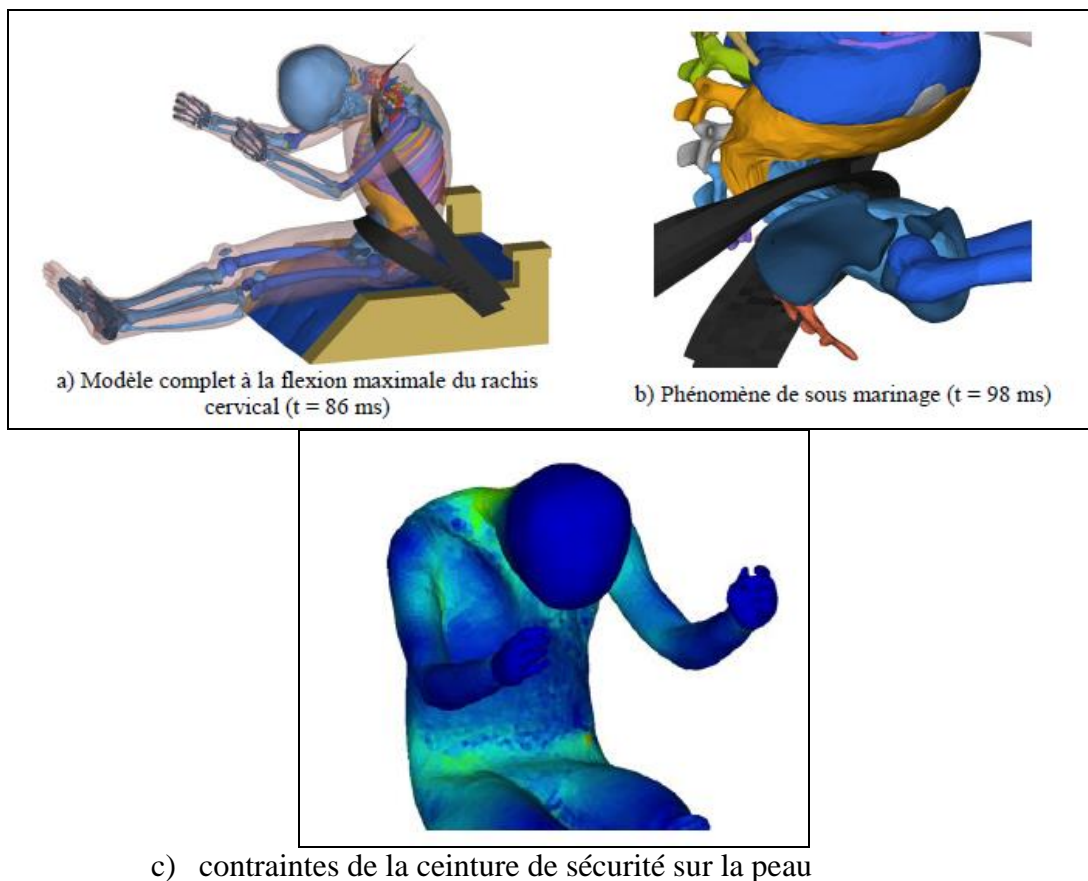 a) Modèle complet à la flexion maximale du rachis
cervical (t = 86 ms)
b) Phénomène de sous marinage (t = 98 ms)
c) contraintes de la ceinture de sécurité sur la peau